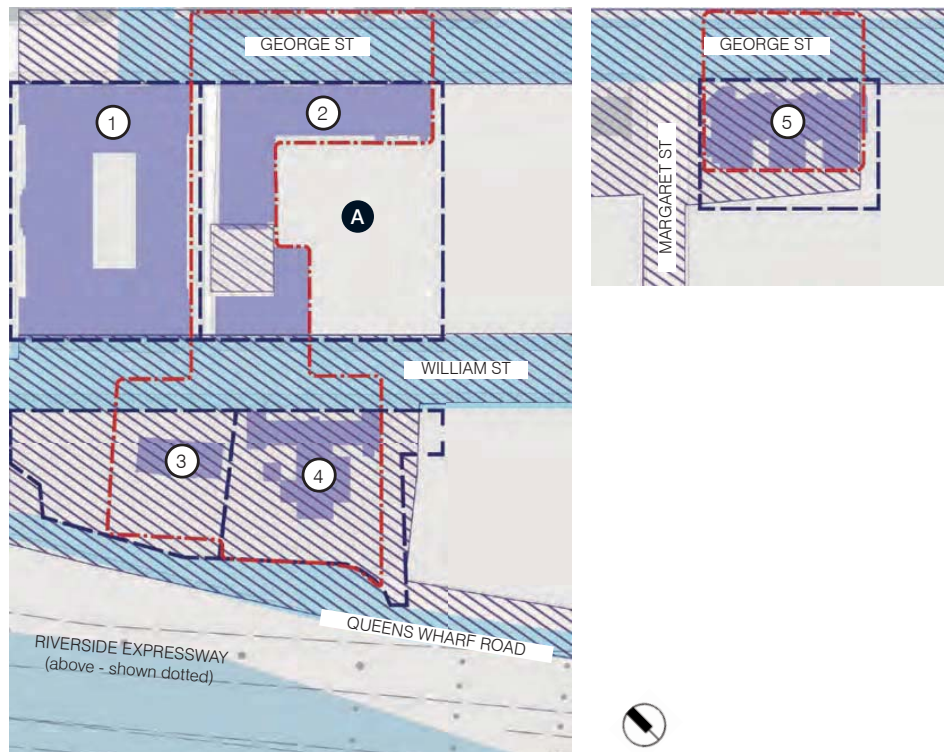 GEORGE ST
1
2
A
WILLIAM ST
3
4
QUEENS WHARF ROAD
RIVERSIDE EXPRESSWAY
(above - shown dotted)
GEORGE ST
5
MARGARET ST